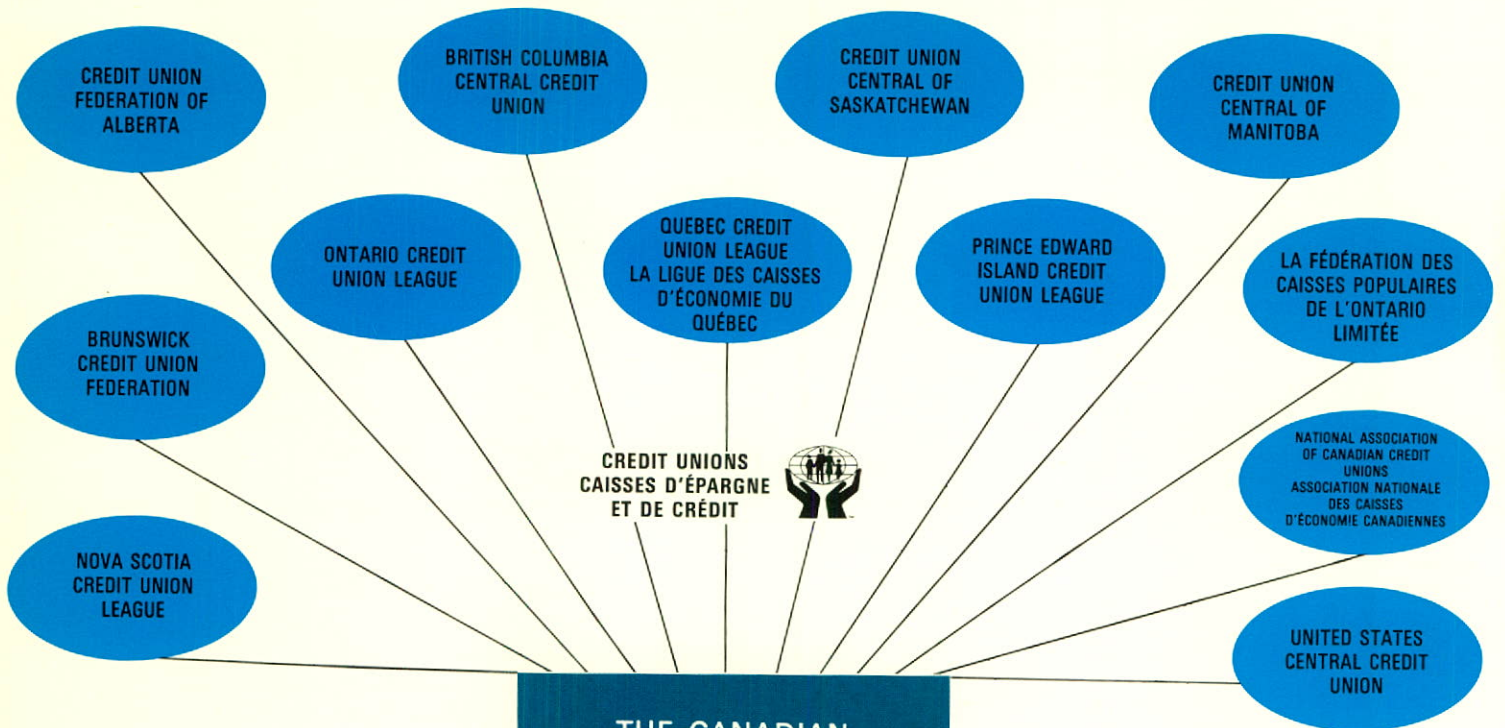 CREDIT UNION
FEDERATION OF
ALBERTA
BRITISH COLUMBIA
CENTRAL CREDIT
UNION
CREDIT UNION
CENTRAL OF
SASKATCHEWAN
CREDIT UNION
CENTRAL OF
MANITOBA
ONTARIO CREDIT
UNION LEAGUE
QUEBEC CREDIT
UNION LEAGUE
LA LIGUE DES CAISSES
D'ÉCONOMIE DU
QUÉBEC
PRINCE EDWARD
ISLAND CREDIT
UNION LEAGUE
LA FÉDÉRATION DES
CAISSES POPULAIRES
DE L'ONTARIO
LIMITÉE
BRUNSWICK
CREDIT UNION
FEDERATION
CREDIT UNIONS
CAISSES D'ÉPARGNE
ET DE CRÉDIT
NATIONAL ASSOCIATION
OF CANADIAN CREDIT
UNIONS
ASSOCIATION NATIONALE
DES CAISSES
D'ÉCONOMIE CANADIENNES
NOVA SCOTIA
CREDIT UNION
LEAGUE
UNITED STATES
CENTRAL CREDIT
UNION
THE CANADIAN